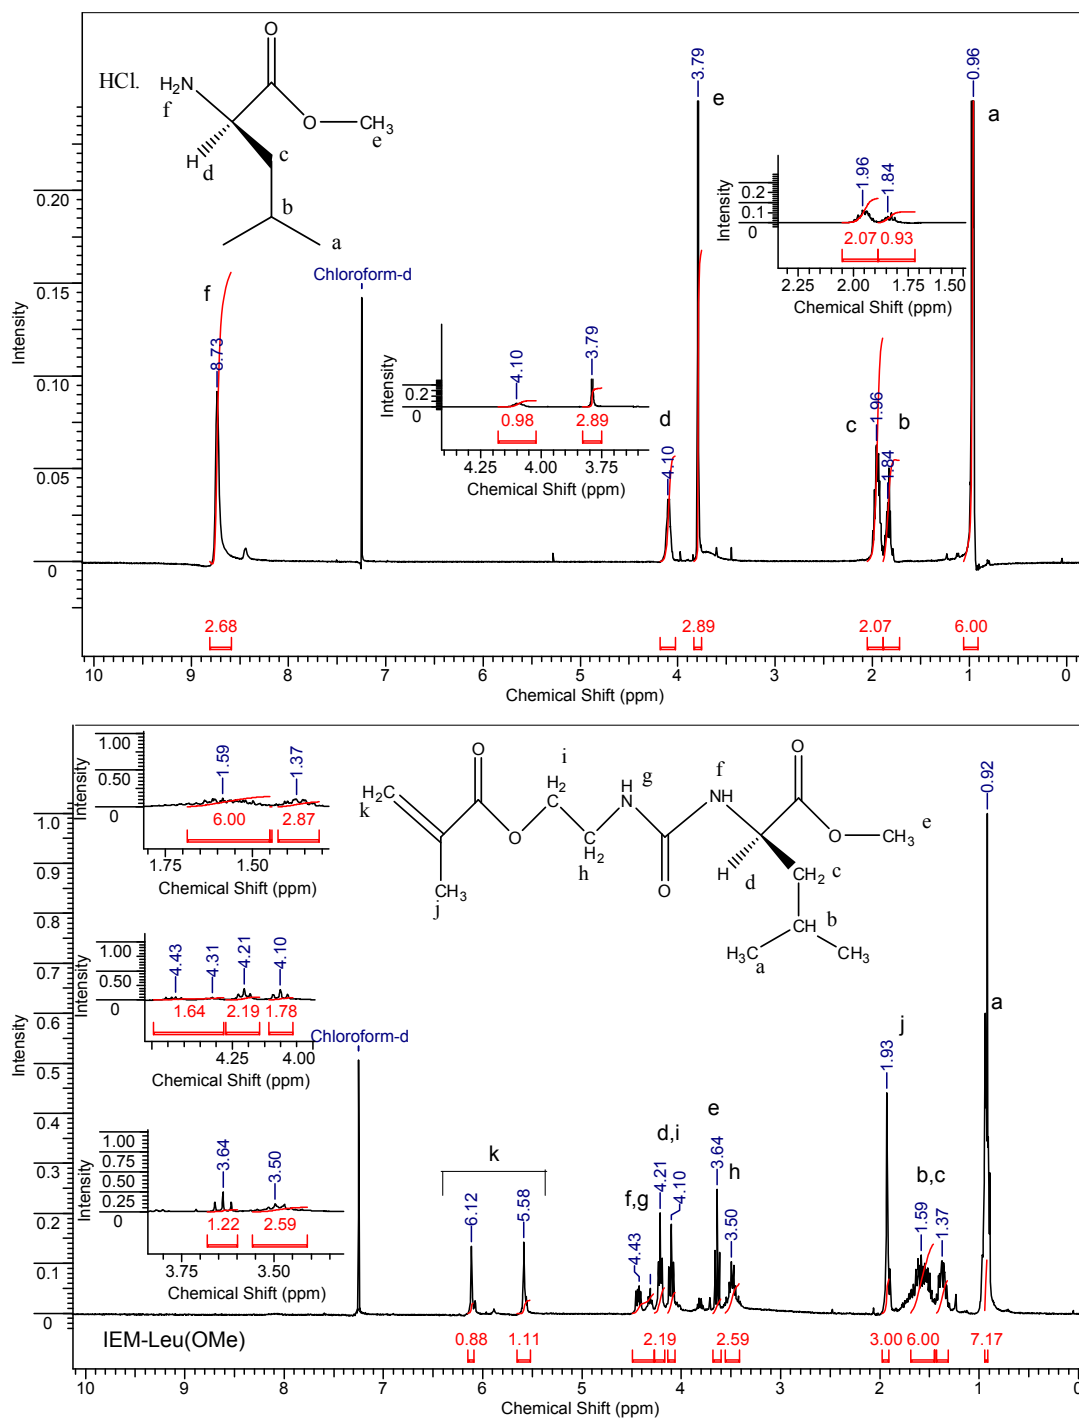 HCl.
H₂N
f
O
O
CH₃
e
H
d
c
b
a
Chloroform-d
f
8.73
d
4.10
3.79
e
c
1.96
1.84
b
0.96
a
Intensity
0.20
0.15
0.10
0.05
0
Intensity
0.2
0
4.10
3.79
0.98
2.89
4.25
4.00
3.75
Chemical Shift (ppm)
Intensity
0.2
0.1
0
1.96
1.84
2.07
0.93
2.25
2.00
1.75
1.50
Chemical Shift (ppm)
2.68
2.89
2.07
6.00
10 9 8 7 6 5 4 3 2 1 0
Chemical Shift (ppm)
Intensity
1.00
0.50
0
1.59
1.37
6.00
2.87
1.75
1.50
Chemical Shift (ppm)
Intensity
1.00
0.50
0
4.43
4.31
4.21
4.10
1.64
2.19
1.78
4.25
4.00
Chemical Shift (ppm)
Intensity
1.00
0.75
0.50
0.25
0
3.64
3.50
1.22
2.59
3.75
3.50
Chemical Shift (ppm)
H₂C
k
CH₃
j
O
O
i
CH₂
CH₂
h
H
N
g
O
f
NH
H
d
O
O
CH₃
e
CH₂
c
CH
b
H₃C
a
CH₃
Chloroform-d
k
6.12
5.58
f,g
4.43
d,i
4.21
4.10
e
3.64
h
3.50
j
1.93
b,c
1.59
1.37
a
0.92
Intensity
1.0
0.9
0.8
0.7
0.6
0.5
0.4
0.3
0.2
0.1
0
IEM-Leu(OMe)
0.88
1.11
2.19
2.59
3.00
6.00
7.17
10 9 8 7 6 5 4 3 2 1 0
Chemical Shift (ppm)